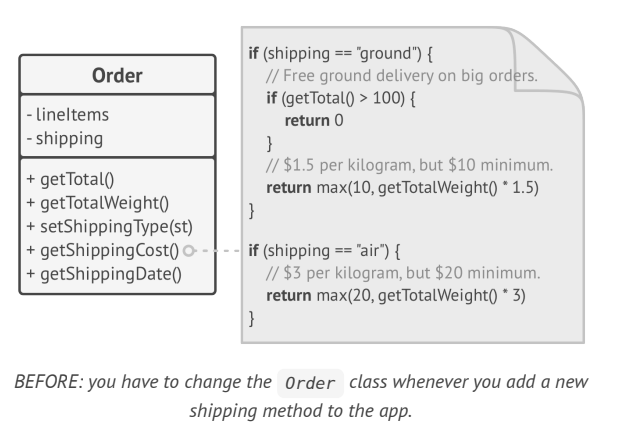 Order
- lineItems
- shipping
+ getTotal()
+ getTotalWeight()
+ setShippingType(st)
+ getShippingCost()
+ getShippingDate()
if (shipping == "ground") {
// Free ground delivery on big orders.
if (getTotal() > 100) {
return 0
}
// $1.5 per kilogram, but $10 minimum.
return max(10, getTotalWeight() * 1.5)
}
if (shipping == "air") {
// $3 per kilogram, but $20 minimum.
return max(20, getTotalWeight() * 3)
}
BEFORE: you have to change the Order class whenever you add a new
shipping method to the app.